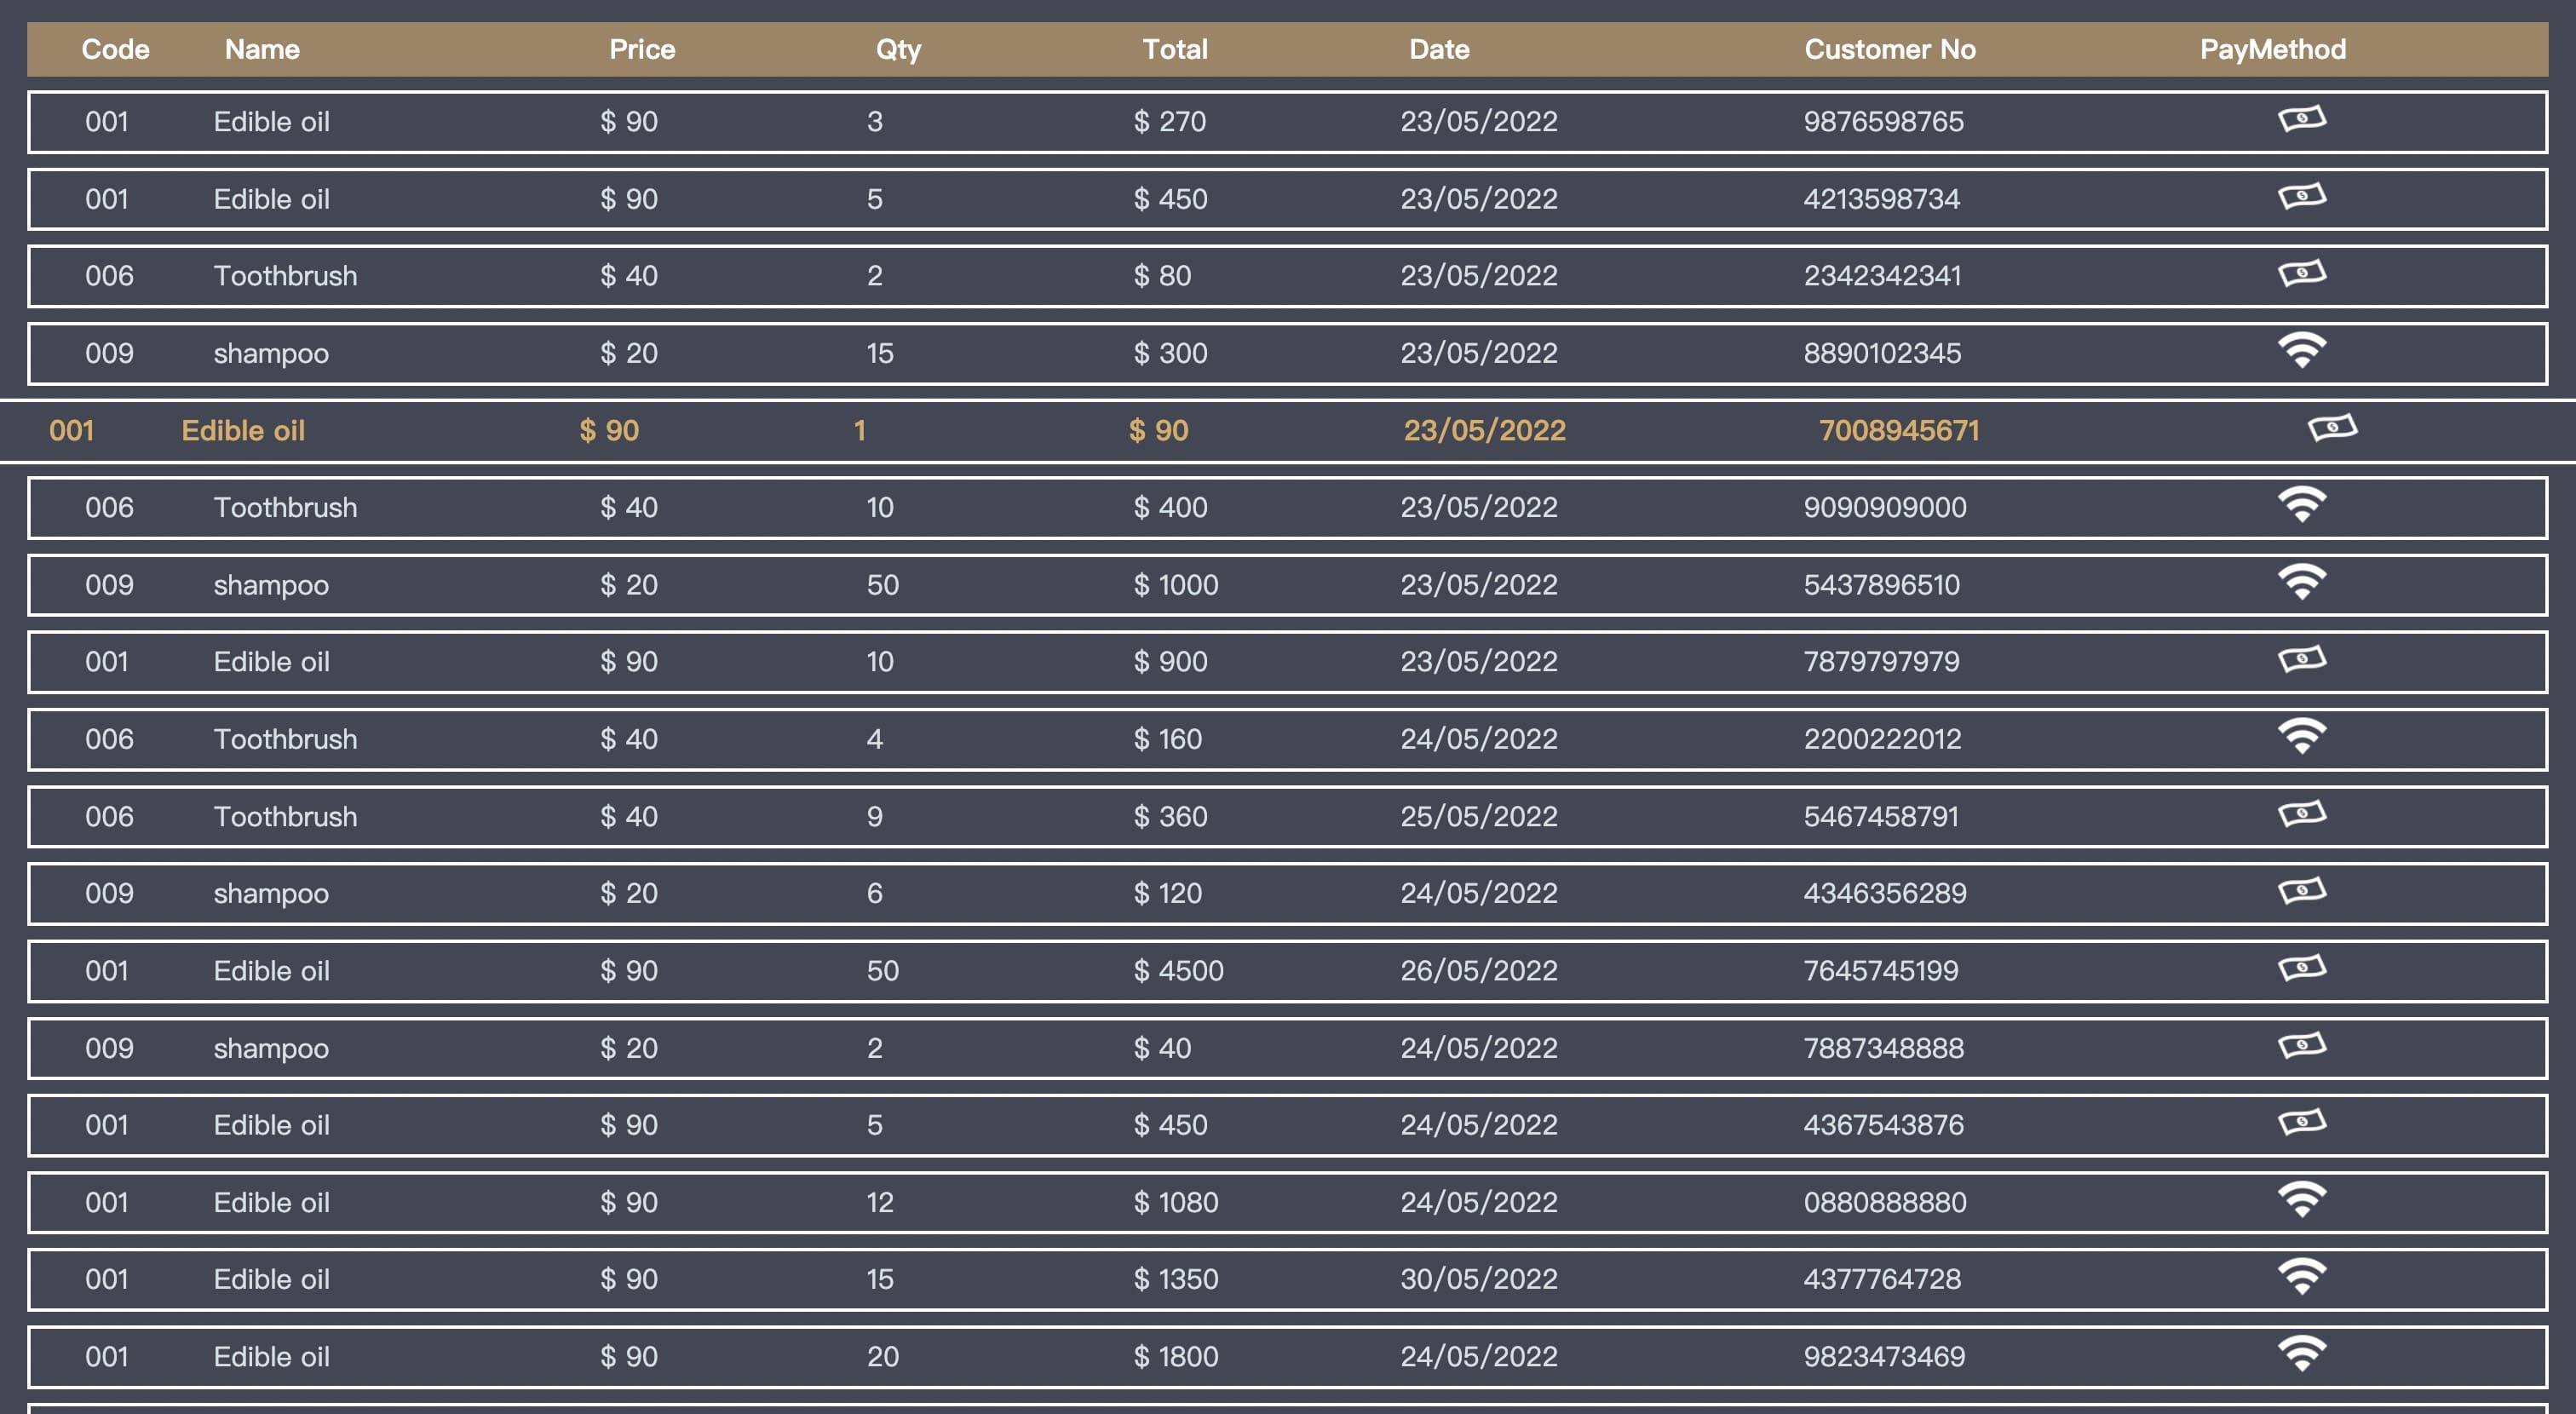 Code Name Price Qty Total Date Customer No PayMethod
001 Edible oil $ 90 3 $ 270 23/05/2022 9876598765
001 Edible oil $ 90 5 $ 450 23/05/2022 4213598734
006 Toothbrush $ 40 2 $ 80 23/05/2022 2342342341
009 shampoo $ 20 15 $ 300 23/05/2022 8890102345
001 Edible oil $ 90 1 $ 90 23/05/2022 7008945671
006 Toothbrush $ 40 10 $ 400 23/05/2022 9090909000
009 shampoo $ 20 50 $ 1000 23/05/2022 5437896510
001 Edible oil $ 90 10 $ 900 23/05/2022 7879797979
006 Toothbrush $ 40 4 $ 160 24/05/2022 2200222012
006 Toothbrush $ 40 9 $ 360 25/05/2022 5467458791
009 shampoo $ 20 6 $ 120 24/05/2022 4346356289
001 Edible oil $ 90 50 $ 4500 26/05/2022 7645745199
009 shampoo $ 20 2 $ 40 24/05/2022 7887348888
001 Edible oil $ 90 5 $ 450 24/05/2022 4367543876
001 Edible oil $ 90 12 $ 1080 24/05/2022 0880888880
001 Edible oil $ 90 15 $ 1350 30/05/2022 4377764728
001 Edible oil $ 90 20 $ 1800 24/05/2022 9823473469